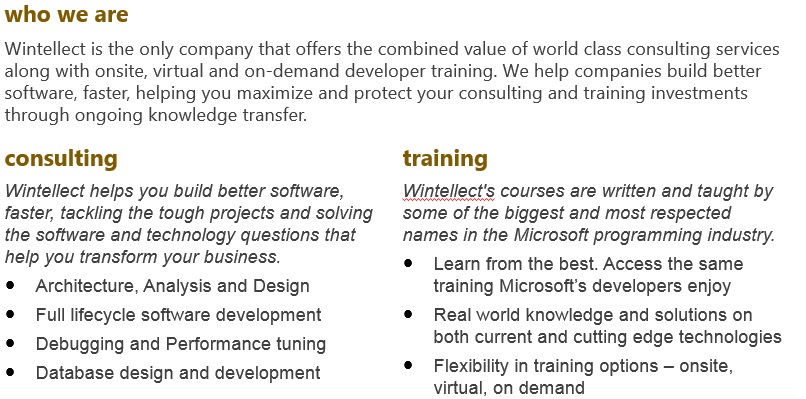 who we are
Wintellect is the only company that offers the combined value of world class consulting services
along with onsite, virtual and on-demand developer training. We help companies build better
software, faster, helping you maximize and protect your consulting and training investments
through ongoing knowledge transfer.
consulting
Wintellect helps you build better software,
faster, tackling the tough projects and solving
the software and technology questions that
help you transform your business.
• Architecture, Analysis and Design
• Full lifecycle software development
• Debugging and Performance tuning
• Database design and development
training
Wintellect's courses are written and taught by
some of the biggest and most respected
names in the Microsoft programming industry.
• Learn from the best. Access the same
training Microsoft’s developers enjoy
• Real world knowledge and solutions on
both current and cutting edge technologies
• Flexibility in training options – onsite,
virtual, on demand